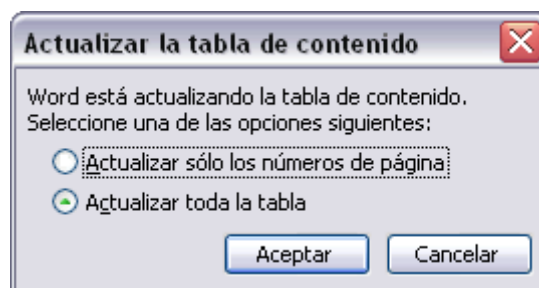 Actualizar la tabla de contenido
Word está actualizando la tabla de contenido.
Seleccione una de las opciones siguientes:
Actualizar sólo los números de página
Actualizar toda la tabla
Aceptar Cancelar